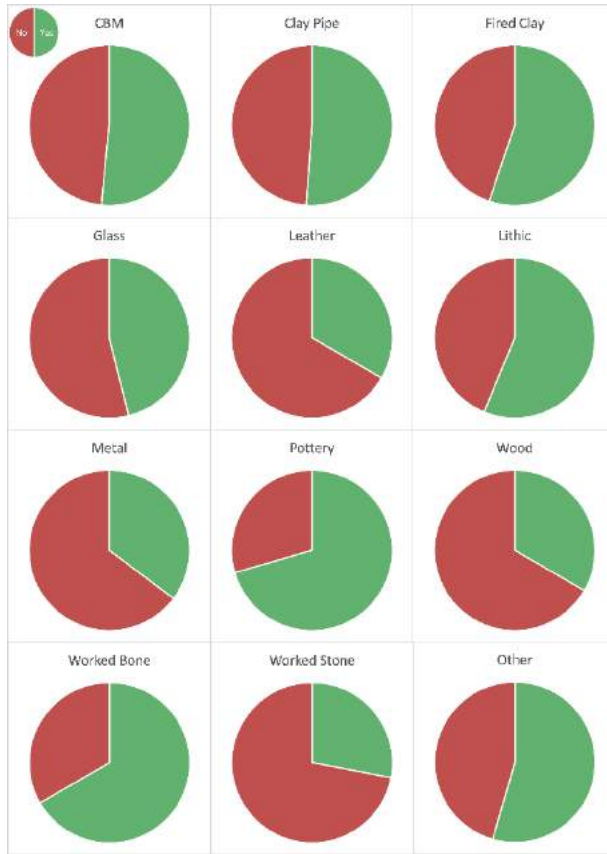 No Yes
CBM
Clay Pipe
Fired Clay
Glass
Leather
Lithic
Metal
Pottery
Wood
Worked Bone
Worked Stone
Other